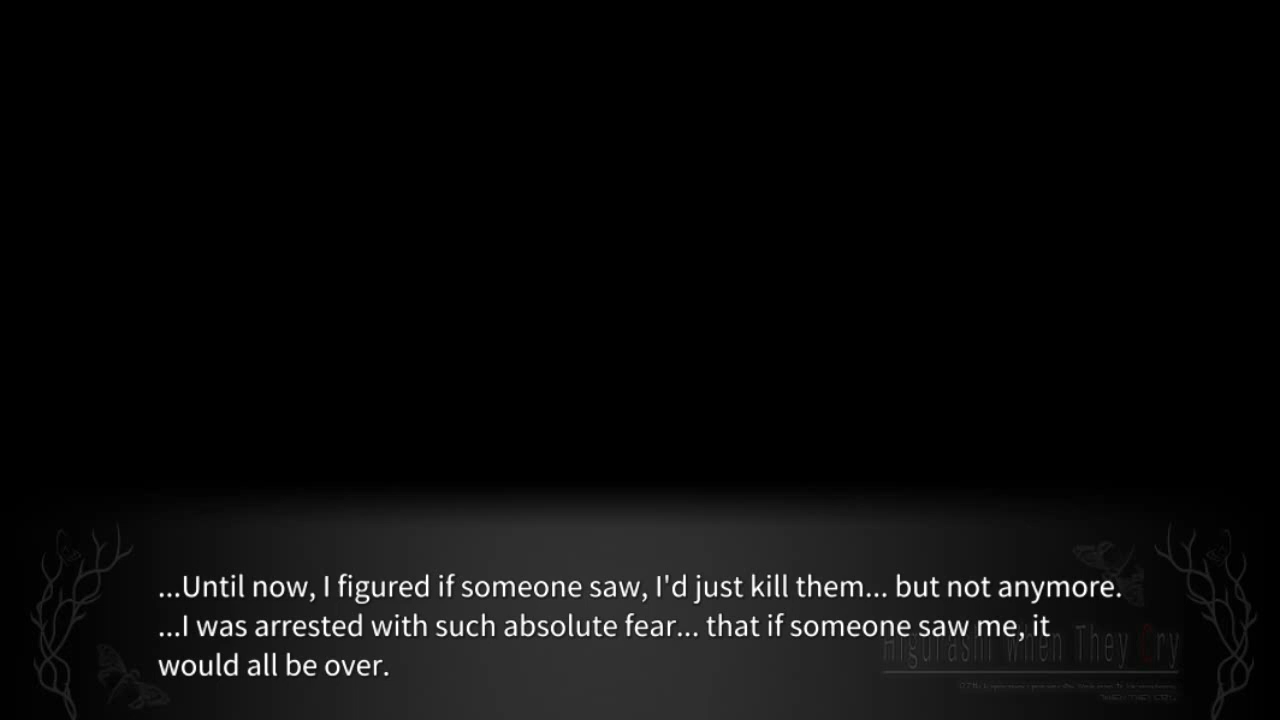 ...Until now, I figured if someone saw, I'd just kill them... but not anymore.
...I was arrested with such absolute fear... that if someone saw me, it
would all be over.
Higurashi When They Cry